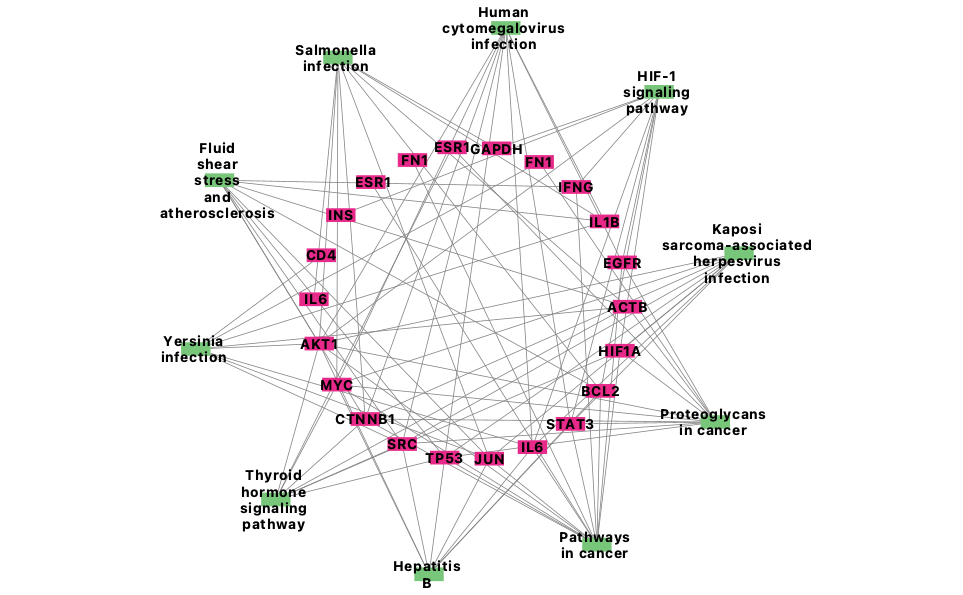 Human
cytomegalovirus
infection
Salmonella
infection
HIF-1
signaling
pathway
Fluid
shear
stress
and
atherosclerosis
ESR1
GAPDH
FN1
FN1
ESR1
IFNG
INS
IL1B
Kaposi
sarcoma-associated
herpesvirus
infection
CD4
EGFR
IL6
ACTB
Yersinia
infection
AKT1
HIF1A
MYC
BCL2
CTNNB1
STAT3
Proteoglycans
in cancer
SRC
TP53
JUN
IL6
Thyroid
hormone
signaling
pathway
Pathways
in cancer
Hepatitis
B